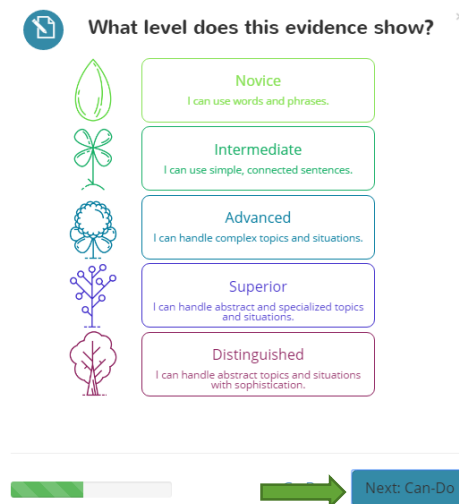 What level does this evidence show?
Novice
I can use words and phrases.
Intermediate
I can use simple, connected sentences.
Advanced
I can handle complex topics and situations.
Superior
I can handle abstract and specialized topics
and situations.
Distinguished
I can handle abstract topics and situations
with sophistication.
Next: Can-Do